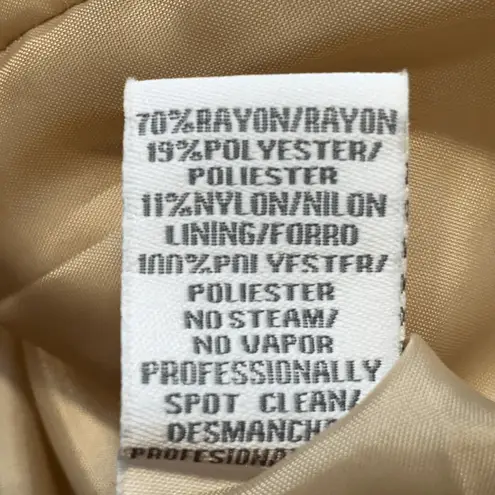 70%RAYON/RAYON
19%POLYESTER/
POLIESTER
11%NYLON/NILON
LINING/FORRO
100%POLYESTER/
POLIESTER
NO STEAM/
NO VAPOR
PROFESSIONALLY
SPOT CLEAN/